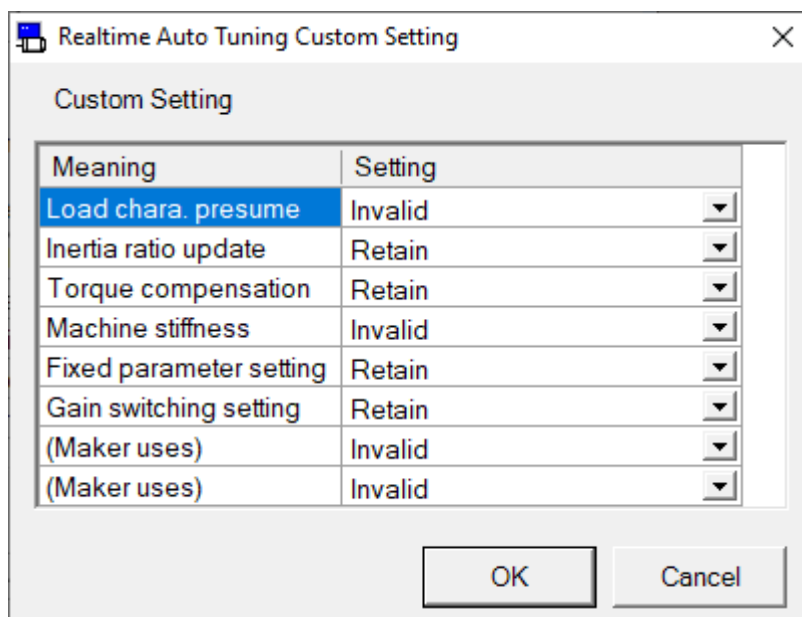 Realtime Auto Tuning Custom Setting
Custom Setting
Meaning Setting
Load chara. presume Invalid
Inertia ratio update Retain
Torque compensation Retain
Machine stiffness Invalid
Fixed parameter setting Retain
Gain switching setting Retain
(Maker uses) Invalid
(Maker uses) Invalid
OK Cancel